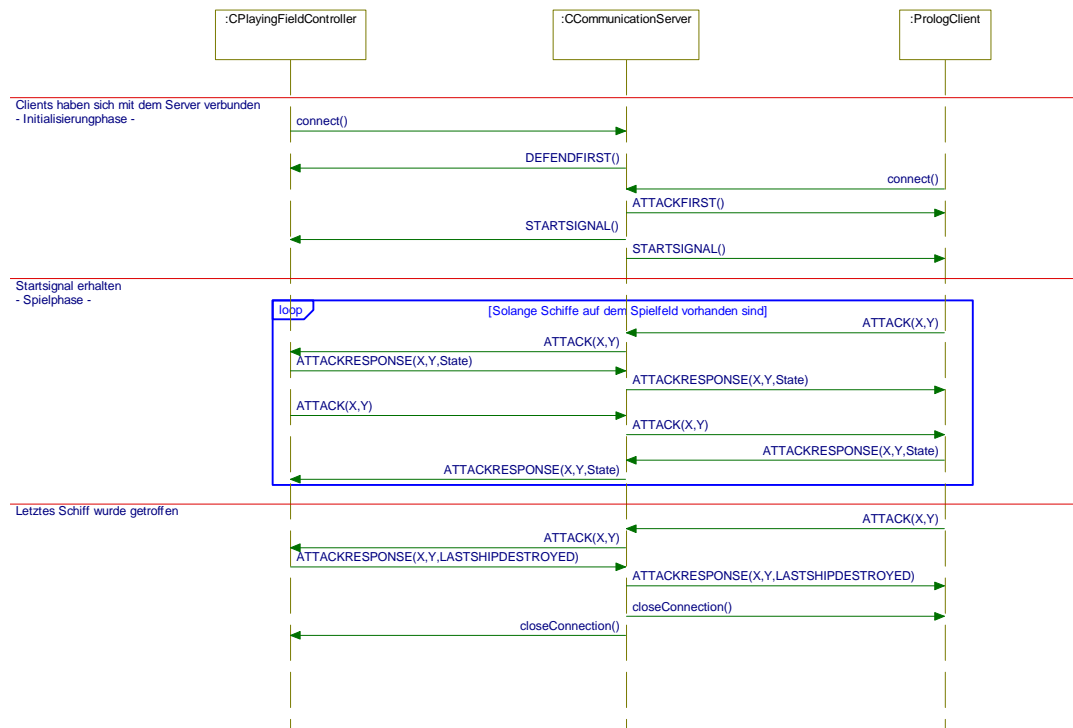 :CPlayingFieldController
:CCommunicationServer
:PrologClient
Clients haben sich mit dem Server verbunden
- Initialisierungphase -
connect()
DEFENDFIRST()
connect()
ATTACKFIRST()
STARTSIGNAL()
STARTSIGNAL()
Startsignal erhalten
- Spielphase -
loop
[Solange Schiffe auf dem Spielfeld vorhanden sind]
ATTACK(X,Y)
ATTACK(X,Y)
ATTACKRESPONSE(X,Y,State)
ATTACKRESPONSE(X,Y,State)
ATTACK(X,Y)
ATTACK(X,Y)
ATTACKRESPONSE(X,Y,State)
ATTACKRESPONSE(X,Y,State)
Letztes Schiff wurde getroffen
ATTACK(X,Y)
ATTACK(X,Y)
ATTACKRESPONSE(X,Y,LASTSHIPDESTROYED)
ATTACKRESPONSE(X,Y,LASTSHIPDESTROYED)
closeConnection()
closeConnection()